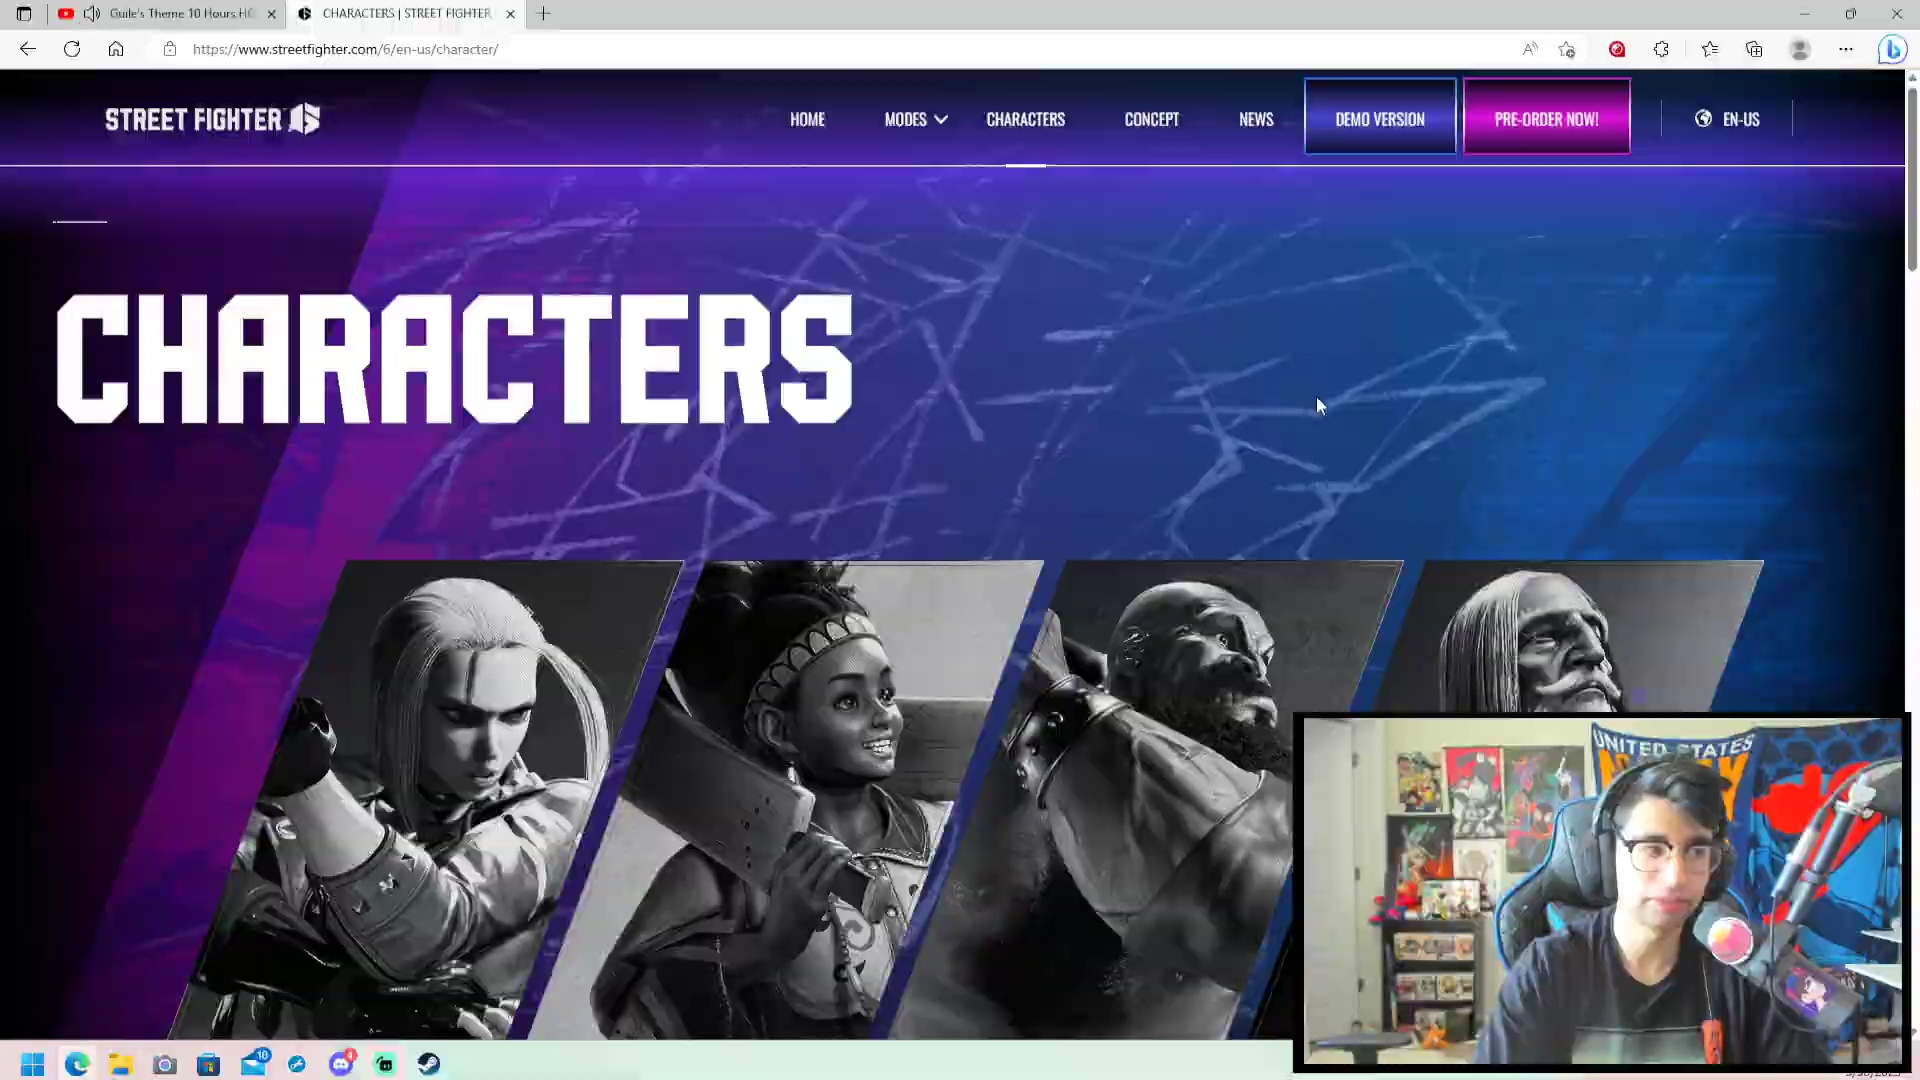 Guile's Theme 10 Hours
CHARACTERS | STREET FIGHTER
https://www.streetfighter.com/6/en-us/character/
STREET FIGHTER 6
HOME
MODES
CHARACTERS
CONCEPT
NEWS
DEMO VERSION
PRE-ORDER NOW!
EN-US
CHARACTERS
UNITED STATES